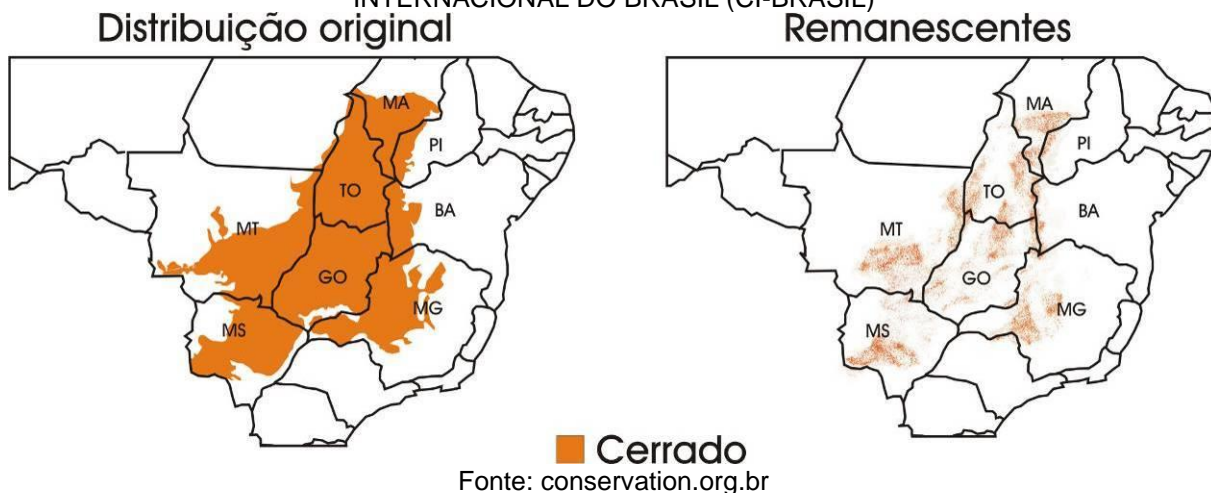 INTERNACIONAL DO BRASIL (CI-BRASIL)
Distribuição original
Remanescentes
MA
PI
TO
BA
MT
GO
MG
MS
MA
PI
TO
BA
MT
GO
MG
MS
Cerrado
Fonte: conservation.org.br